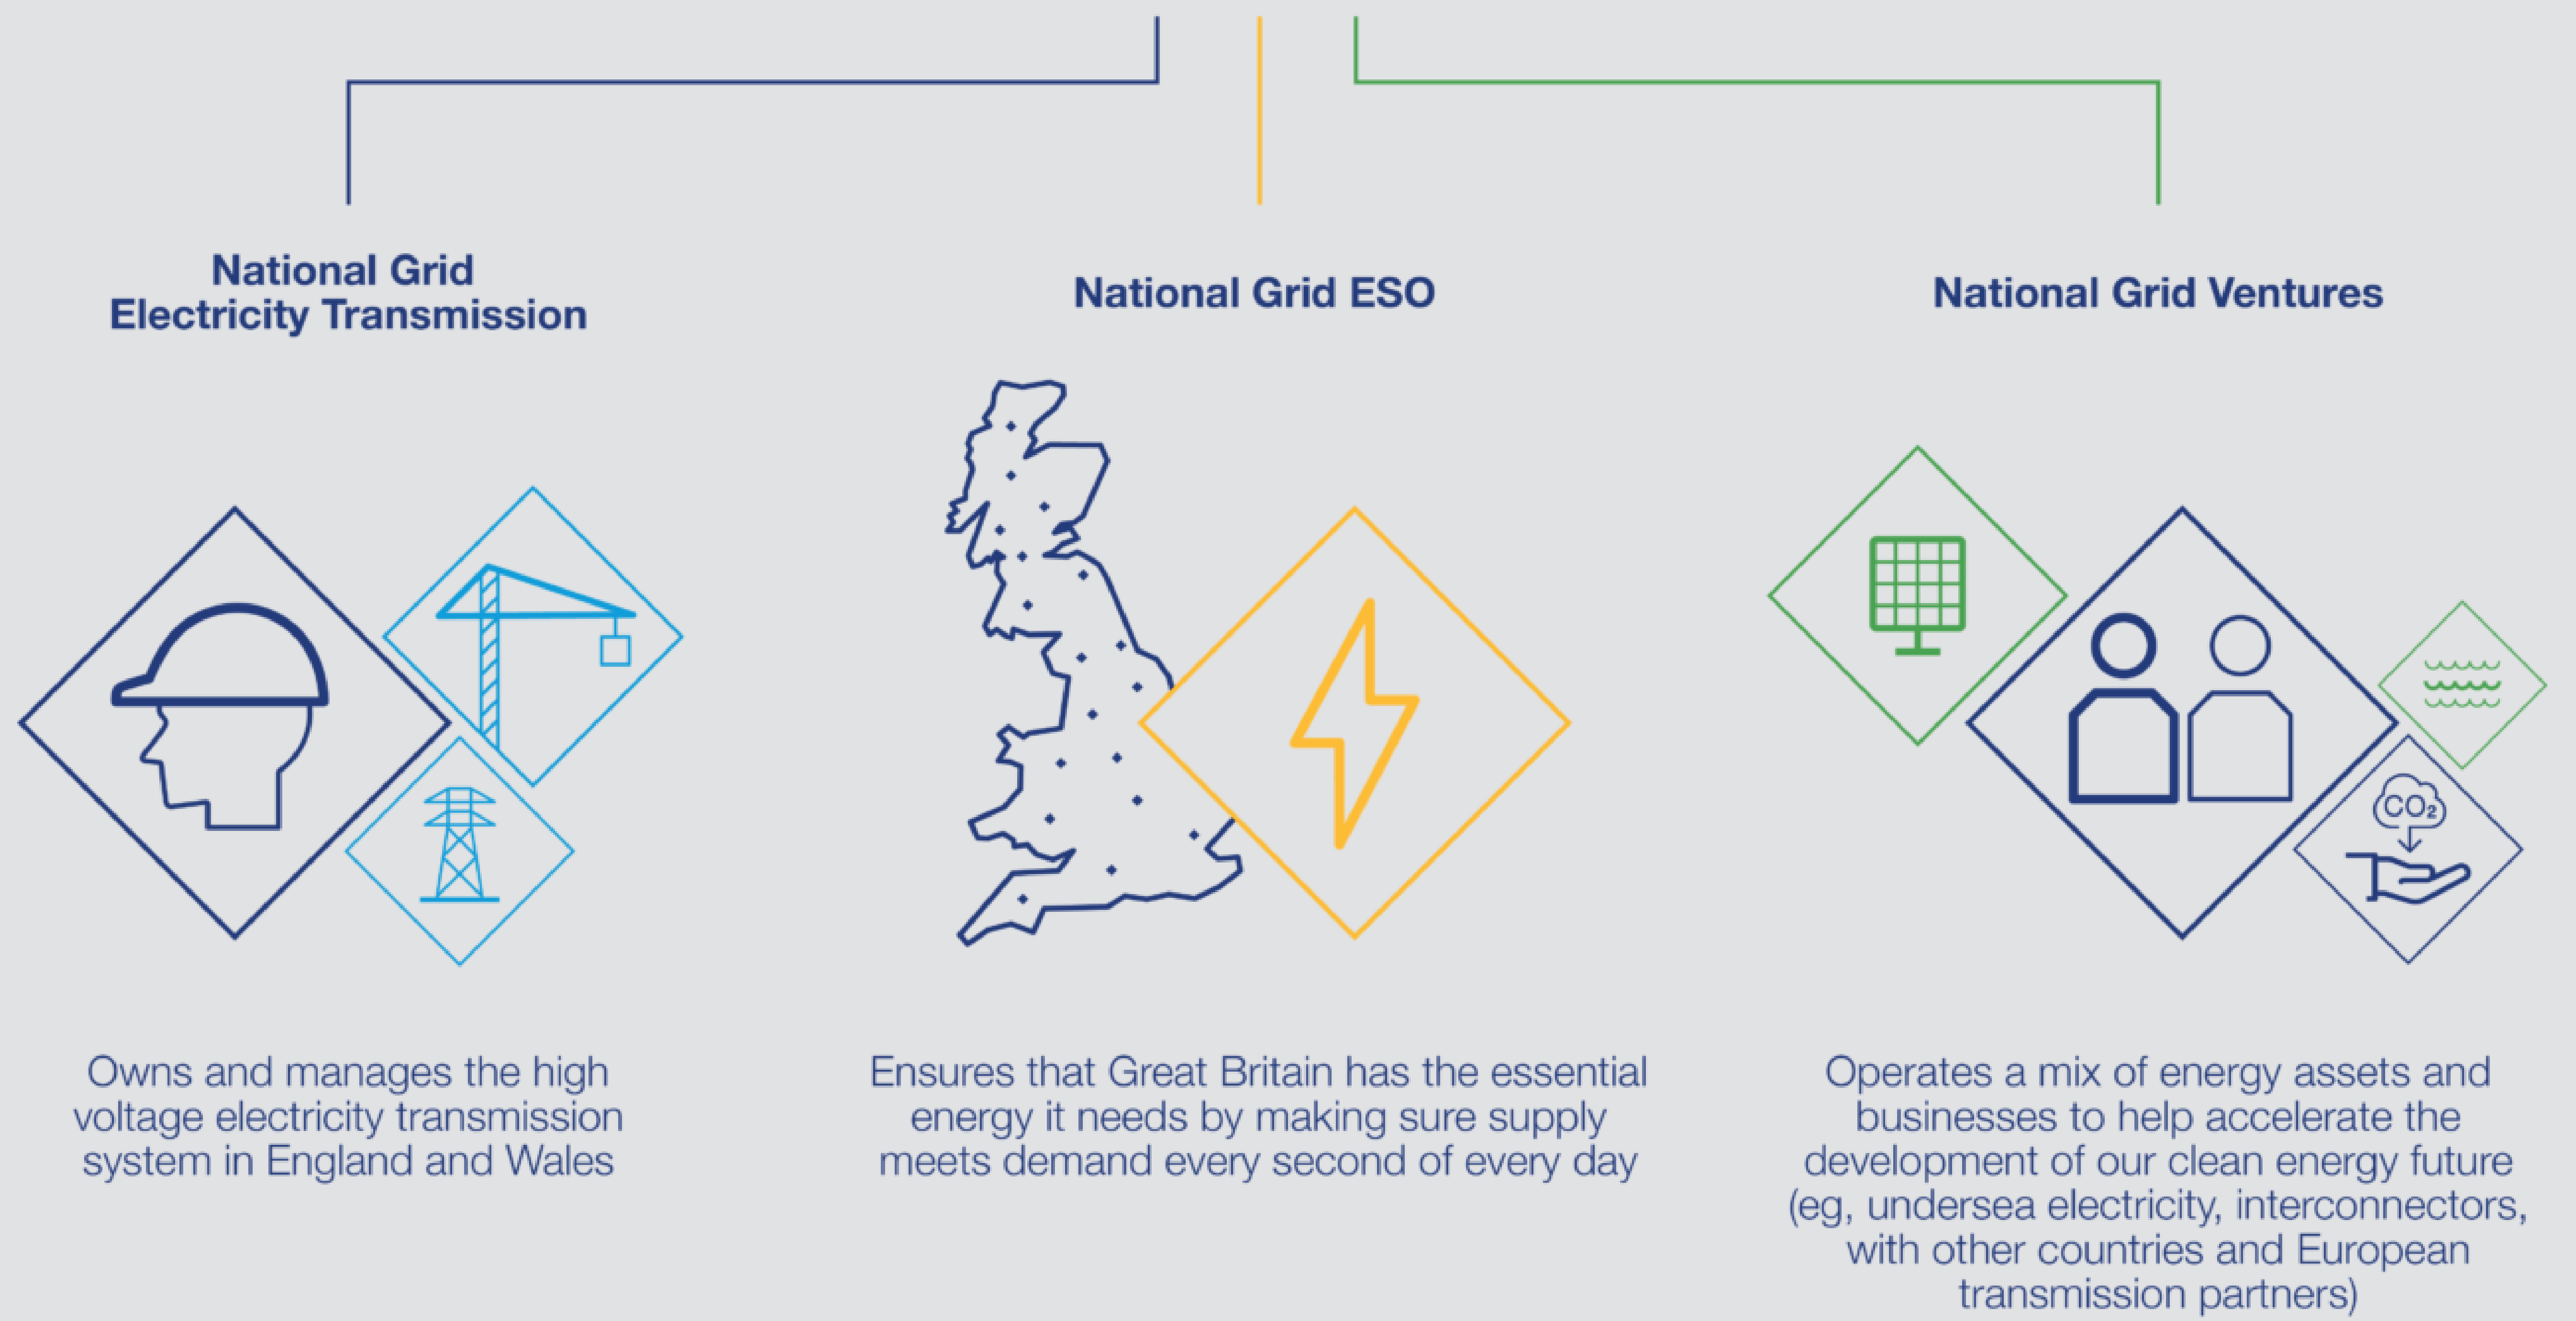 National Grid
Electricity Transmission
National Grid ESO
National Grid Ventures
CO₂
Owns and manages the high
voltage electricity transmission
system in England and Wales
Ensures that Great Britain has the essential
energy it needs by making sure supply
meets demand every second of every day
Operates a mix of energy assets and
businesses to help accelerate the
development of our clean energy future
(eg, undersea electricity, interconnectors,
with other countries and European
transmission partners)